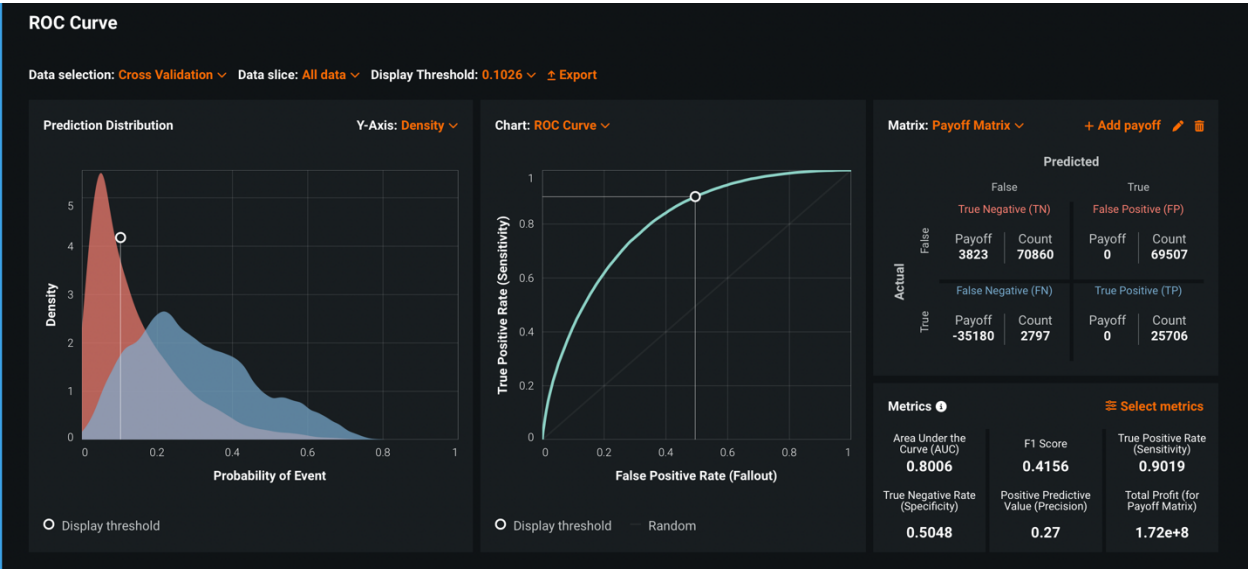 ROC Curve
Data selection: Cross Validation Data slice: All data Display Threshold: 0.1026 Export
Prediction Distribution
Y-Axis: Density
5
4
3
2
1
0
Density
0 0.2 0.4 0.6 0.8 1
Probability of Event
Display threshold
Chart: ROC Curve
1
0.8
0.6
0.4
0.2
0
True Positive Rate (Sensitivity)
0 0.2 0.4 0.6 0.8 1
False Positive Rate (Fallout)
Display threshold Random
Matrix: Payoff Matrix + Add payoff
Predicted
False True
Actual
False
True Negative (TN) False Positive (FP)
Payoff Count Payoff Count
3823 70860 0 69507
True
False Negative (FN) True Positive (TP)
Payoff Count Payoff Count
-35180 2797 0 25706
Metrics Select metrics
Area Under the
Curve (AUC)
0.8006
F1 Score
0.4156
True Positive Rate
(Sensitivity)
0.9019
True Negative Rate
(Specificity)
0.5048
Positive Predictive
Value (Precision)
0.27
Total Profit (for
Payoff Matrix)
1.72e+8